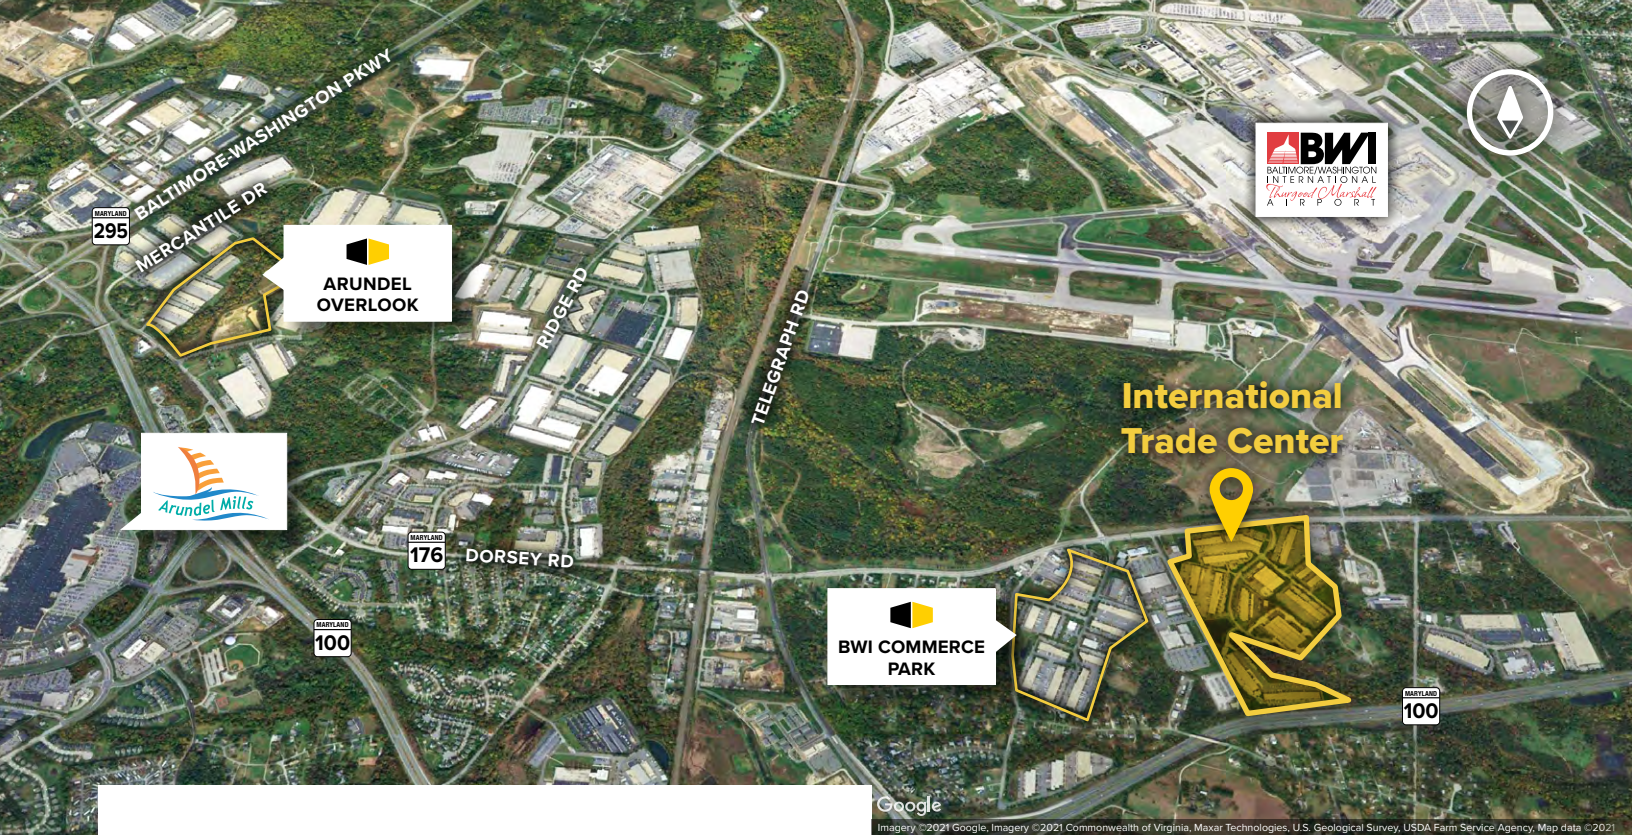 BALTIMORE-WASHINGTON PKWY
MARYLAND
295
MERCANTILE DR
ARUNDEL
OVERLOOK
RIDGE RD
TELEGRAPH RD
BWI
BALTIMORE/WASHINGTON
INTERNATIONAL
Thurgood Marshall
AIRPORT
International
Trade Center
Arundel Mills
MARYLAND
176
DORSEY RD
MARYLAND
100
BWI COMMERCE
PARK
MARYLAND
100
Google
Imagery ©2021 Google, Imagery ©2021 Commonwealth of Virginia, Maxar Technologies, U.S. Geological Survey, USDA Farm Service Agency, Map data ©2021